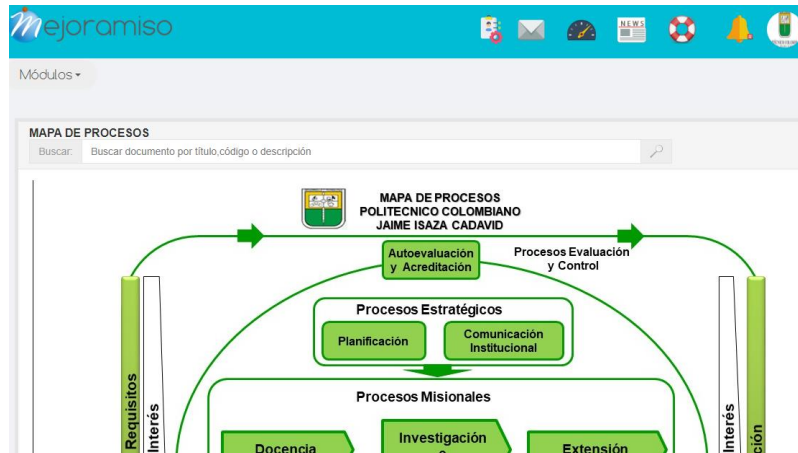 Mejoramiso
NEWS
Módulos
MAPA DE PROCESOS
Buscar:
Buscar documento por título,código o descripción
MAPA DE PROCESOS
POLITECNICO COLOMBIANO
JAIME ISAZA CADAVID
Autoevaluación
y Acreditación
Procesos Evaluación
y Control
Procesos Estratégicos
Planificación
Comunicación
Institucional
Procesos Misionales
Requisitos
Interés
Docencia
Investigación
Extensión
Interés
ción